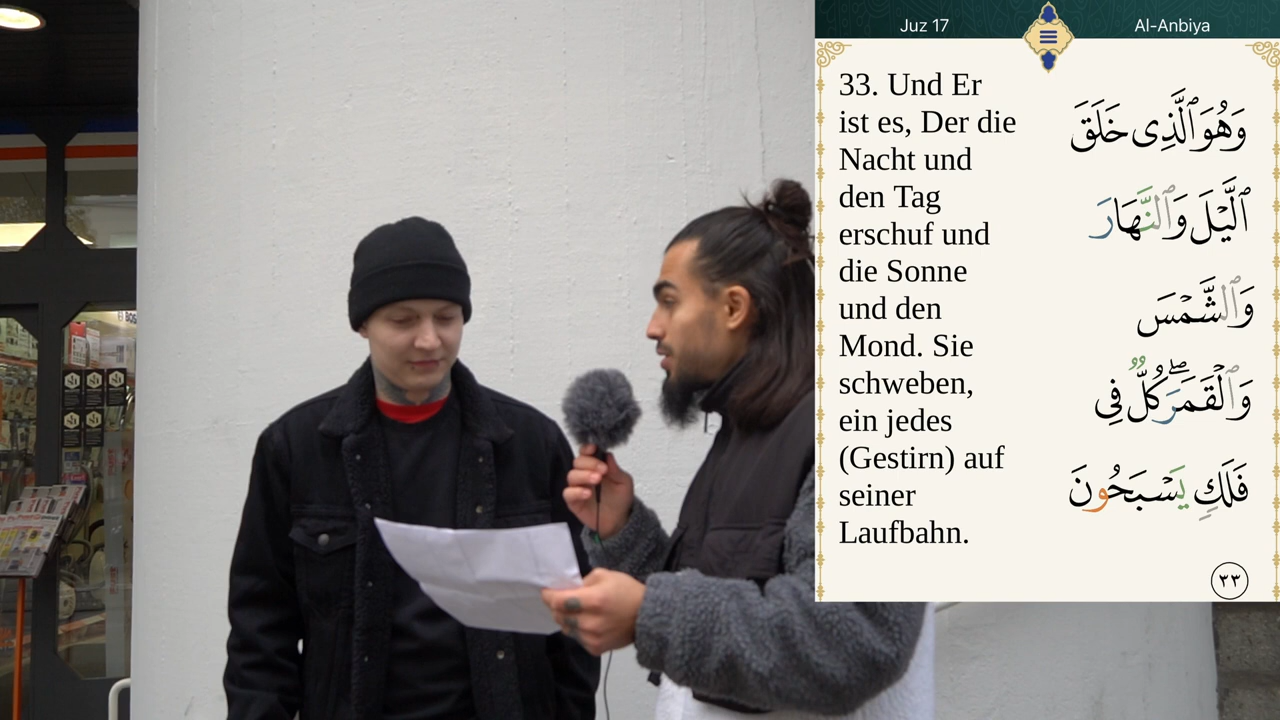 Juz 17
Al-Anbiya
33. Und Er
ist es, Der die
Nacht und
den Tag
erschuf und
die Sonne
und den
Mond. Sie
schweben,
ein jedes
(Gestirn) auf
seiner
Laufbahn.
وَهُوَ ٱلَّذِى خَلَقَ
ٱلَّيْلَ وَٱلنَّهَارَ
وَٱلشَّمْسَ
وَٱلْقَمَرَ ۖ كُلٌّ فِى
فَلَكٍ يَسْبَحُونَ
٣٣